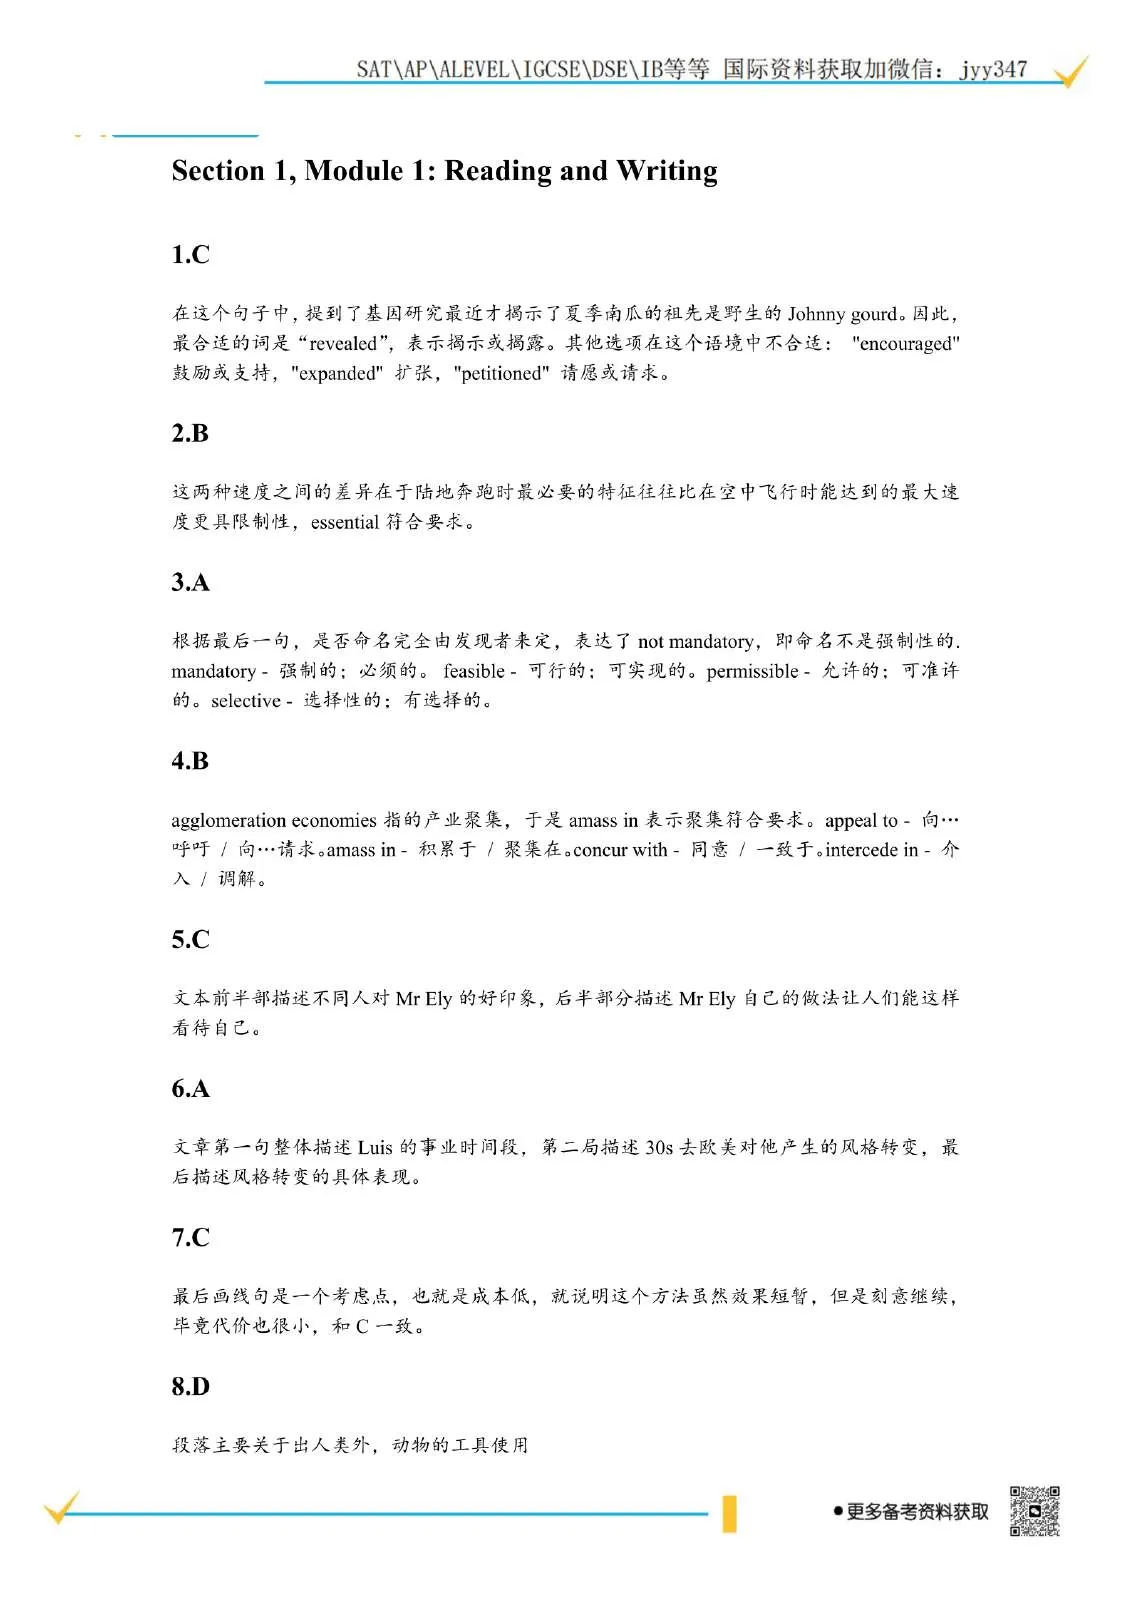 SAT\AP\ALEVEL\IGCSE\DSE\IB等等 国际资料获取加微信：jyy347
Section 1, Module 1: Reading and Writing
1.C
在这个句子中，提到了基因研究最近才揭示了夏季南瓜的祖先是野生的 Johnny gourd。因此，
最合适的词是“revealed”，表示揭示或揭露。其他选项在这个语境中不合适： "encouraged"
鼓励或支持，"expanded" 扩张，"petitioned" 请愿或请求。
2.B
这两种速度之间的差异在于陆地奔跑时最必要的特征往往比在空中飞行时能达到的最大速
度更具限制性，essential 符合要求。
3.A
根据最后一句，是否命名完全由发现者来定，表达了 not mandatory，即命名不是强制性的.
mandatory - 强制的；必须的。 feasible - 可行的；可实现的。permissible - 允许的；可准许
的。selective - 选择性的；有选择的。
4.B
agglomeration economies 指的产业聚集，于是 amass in 表示聚集符合要求。appeal to - 向…
呼吁 / 向…请求。amass in - 积累于 / 聚集在。concur with - 同意 / 一致于。intercede in - 介
入 / 调解。
5.C
文本前半部描述不同人对 Mr Ely 的好印象，后半部分描述 Mr Ely 自己的做法让人们能这样
看待自己。
6.A
文章第一句整体描述 Luis 的事业时间段，第二局描述 30s 去欧美对他产生的风格转变，最
后描述风格转变的具体表现。
7.C
最后画线句是一个考虑点，也就是成本低，就说明这个方法虽然效果短暂，但是刻意继续，
毕竟代价也很小，和 C 一致。
8.D
段落主要关于出人类外，动物的工具使用
●更多备考资料获取